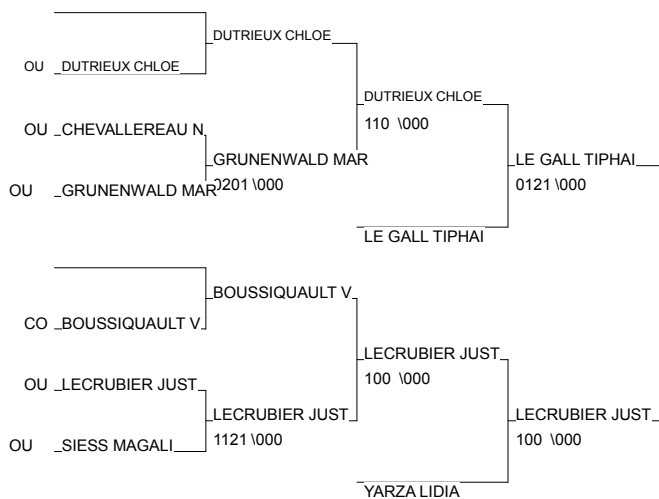 DUTRIEUX CHLOE
OU DUTRIEUX CHLOE
DUTRIEUX CHLOE
110 \000
OU CHEVALLEREAU N
GRUNENWALD MAR
0201 \000
LE GALL TIPHAI
0121 \000
OU GRUNENWALD MAR
LE GALL TIPHAI
BOUSSIQUAULT V
CO BOUSSIQUAULT V
LECRUBIER JUST
100 \000
OU LECRUBIER JUST
LECRUBIER JUST
1121 \000
LECRUBIER JUST
100 \000
OU SIESS MAGALI
YARZA LIDIA